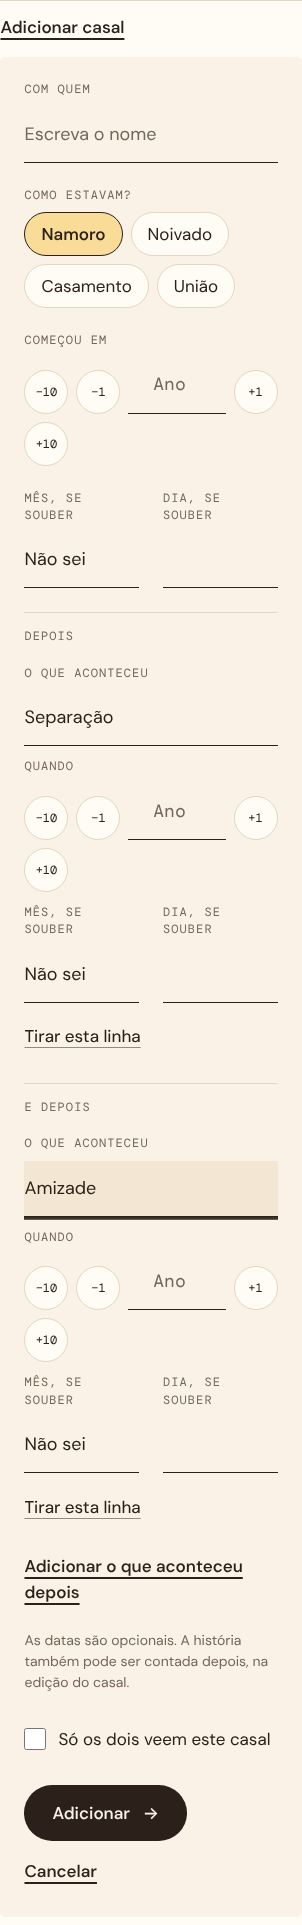 Adicionar casal
COM QUEM
Escreva o nome
COMO ESTAVAM?
Namoro Noivado
Casamento União
COMEÇOU EM
−10 −1 Ano +1
+10
MÊS, SE SOUBER DIA, SE SOUBER
Não sei
DEPOIS
O QUE ACONTECEU
Separação
QUANDO
−10 −1 Ano +1
+10
MÊS, SE SOUBER DIA, SE SOUBER
Não sei
Tirar esta linha
E DEPOIS
O QUE ACONTECEU
Amizade
QUANDO
−10 −1 Ano +1
+10
MÊS, SE SOUBER DIA, SE SOUBER
Não sei
Tirar esta linha
Adicionar o que aconteceu
depois
As datas são opcionais. A história
também pode ser contada depois, na
edição do casal.
Só os dois veem este casal
Adicionar →
Cancelar